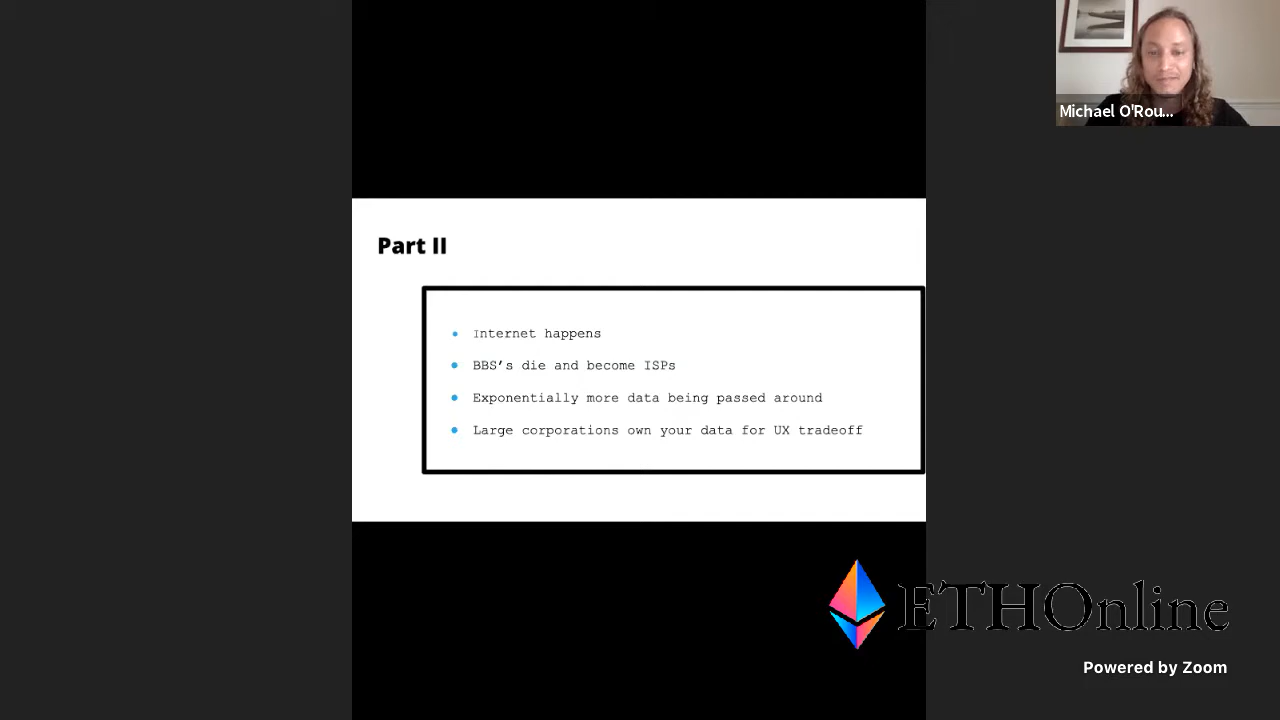 Michael O'Rou...
Part II
• Internet happens
• BBS’s die and become ISPs
• Exponentially more data being passed around
• Large corporations own your data for UX tradeoff
ETHOnline
Powered by Zoom